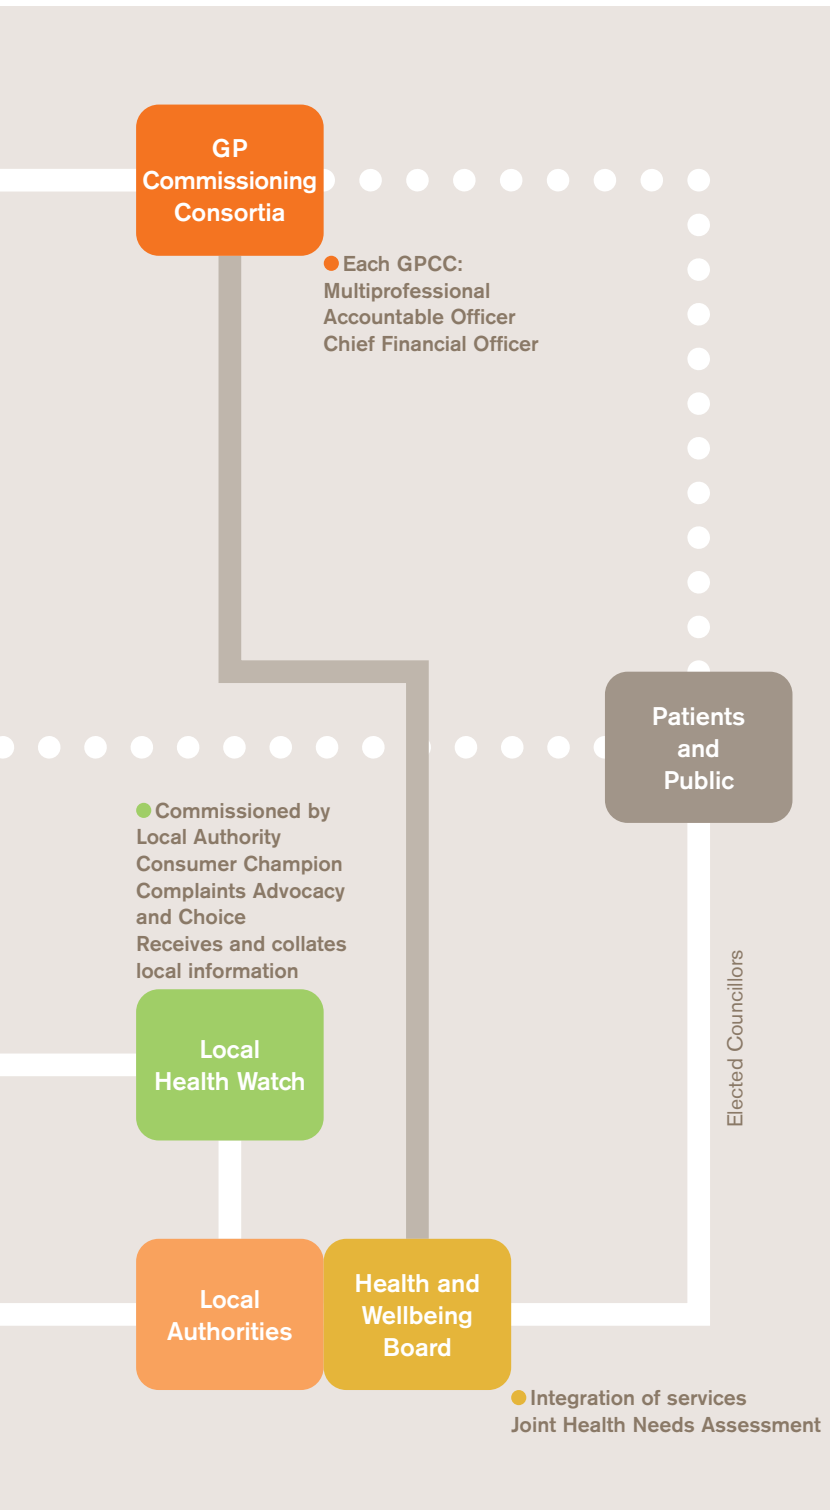 GP
Commissioning
Consortia
Each GPCC:
Multiprofessional
Accountable Officer
Chief Financial Officer
Patients
and
Public
Commissioned by
Local Authority
Consumer Champion
Complaints Advocacy
and Choice
Receives and collates
local information
Local
Health Watch
Elected Councillors
Local
Authorities
Health and
Wellbeing
Board
Integration of services
Joint Health Needs Assessment